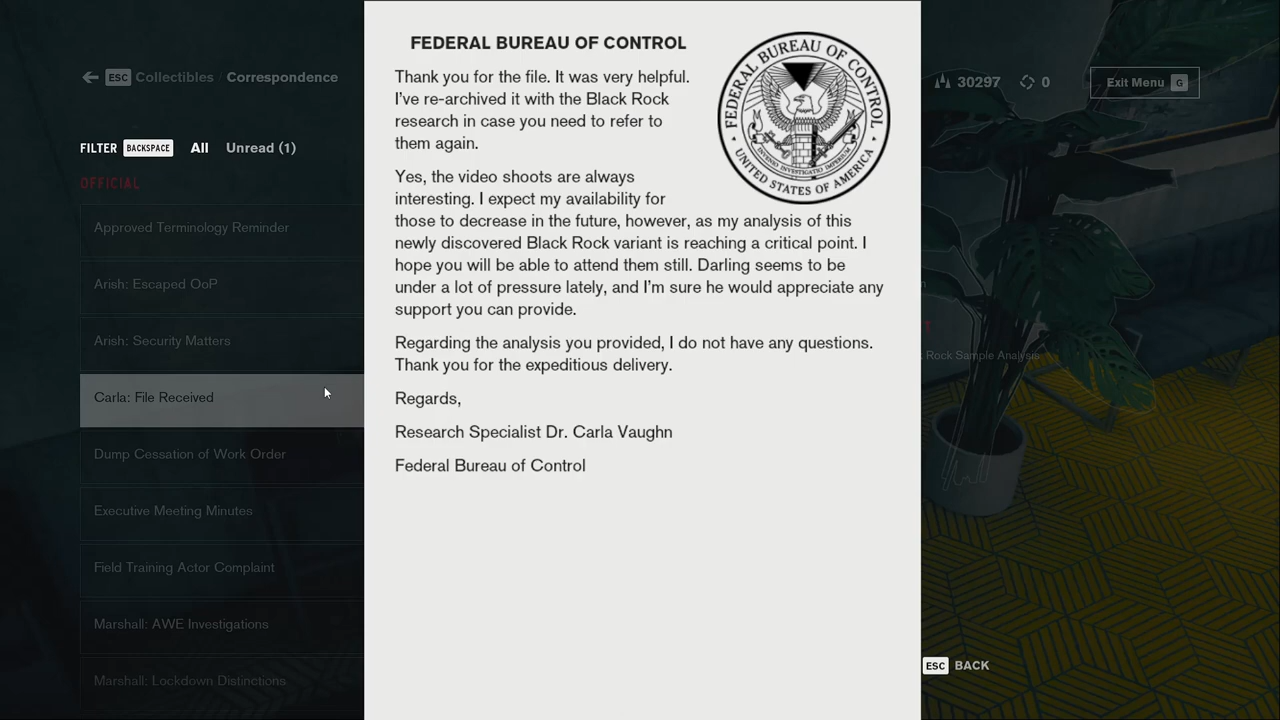 FEDERAL BUREAU OF CONTROL
Thank you for the file. It was very helpful.
I've re-archived it with the Black Rock
research in case you need to refer to
them again.
Yes, the video shoots are always
interesting. I expect my availability for
those to decrease in the future, however, as my analysis of this
newly discovered Black Rock variant is reaching a critical point. I
hope you will be able to attend them still. Darling seems to be
under a lot of pressure lately, and I'm sure he would appreciate any
support you can provide.
Regarding the analysis you provided, I do not have any questions.
Thank you for the expeditious delivery.
Regards,
Research Specialist Dr. Carla Vaughn
Federal Bureau of Control
FEDERAL BUREAU OF CONTROL
UNITED STATES OF AMERICA
ESC Collectibles / Correspondence
FILTER BACKSPACE All Unread (1)
OFFICIAL
Approved Terminology Reminder
Arish: Escaped OoP
Arish: Security Matters
Carla: File Received
Dump Cessation of Work Order
Executive Meeting Minutes
Field Training Actor Complaint
Marshall: AWE Investigations
Marshall: Lockdown Distinctions
30297 0
Exit Menu G
Rock Sample Analysis
ESC BACK